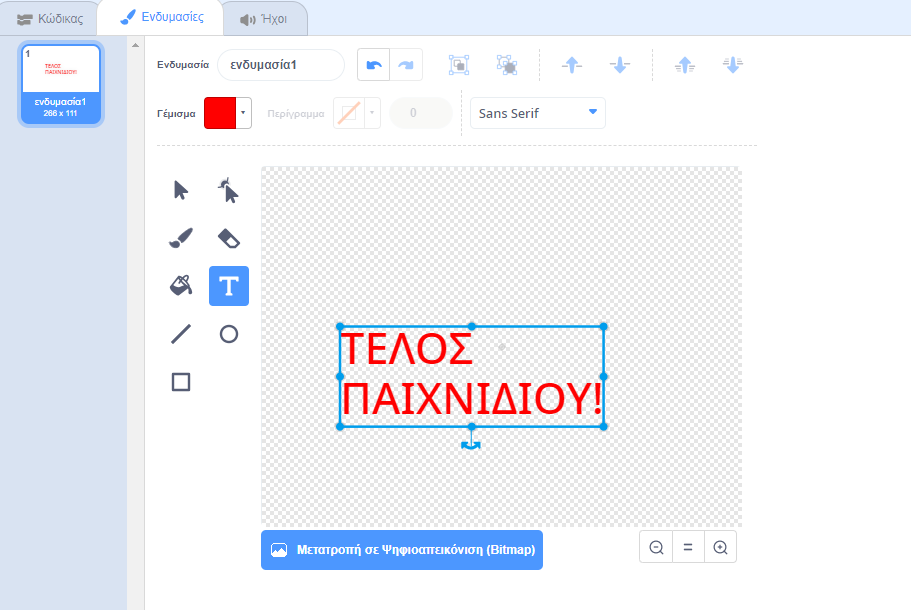 Κώδικας Ενδυμασίες Ήχοι
1
ΤΕΛΟΣ
ΠΑΙΧΝΙΔΙΟΥ!
ενδυμασία1
266 x 111
Ενδυμασία ενδυμασία1
Γέμισμα Περίγραμμα 0 Sans Serif
T
ΤΕΛΟΣ
ΠΑΙΧΝΙΔΙΟΥ!
Μετατροπή σε Ψηφιοαπεικόνιση (Bitmap)